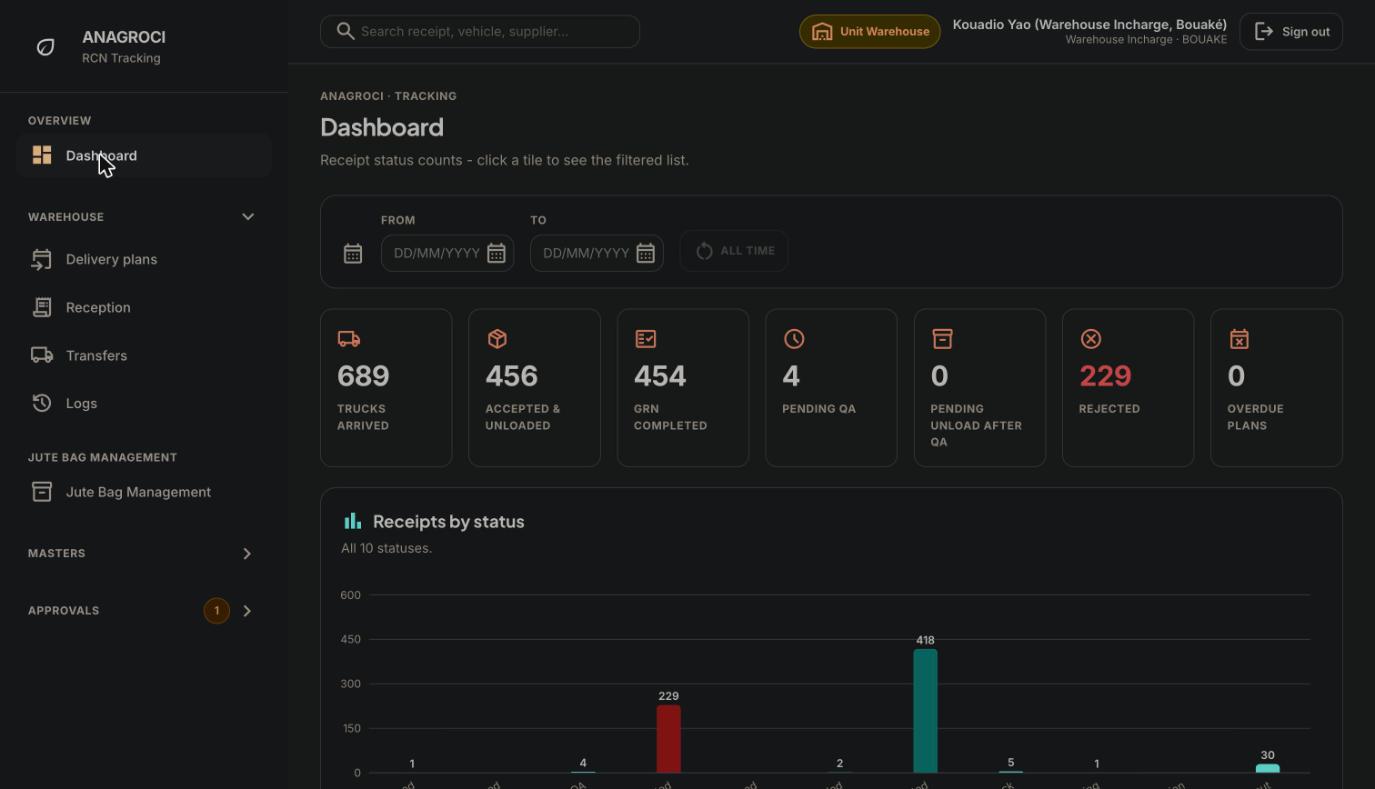 ANAGROCI
RCN Tracking
Search receipt, vehicle, supplier...
Unit Warehouse
Kouadio Yao (Warehouse Incharge, Bouaké)
Warehouse Incharge · BOUAKE
Sign out
OVERVIEW
Dashboard
WAREHOUSE
Delivery plans
Reception
Transfers
Logs
JUTE BAG MANAGEMENT
Jute Bag Management
MASTERS
APPROVALS
1
ANAGROCI · TRACKING
Dashboard
Receipt status counts - click a tile to see the filtered list.
FROM
TO
DD/MM/YYYY
DD/MM/YYYY
ALL TIME
689
TRUCKS
ARRIVED
456
ACCEPTED &
UNLOADED
454
GRN
COMPLETED
4
PENDING QA
0
PENDING
UNLOAD AFTER
QA
229
REJECTED
0
OVERDUE
PLANS
Receipts by status
All 10 statuses.
600
450
300
150
0
1
4
229
2
418
5
1
30